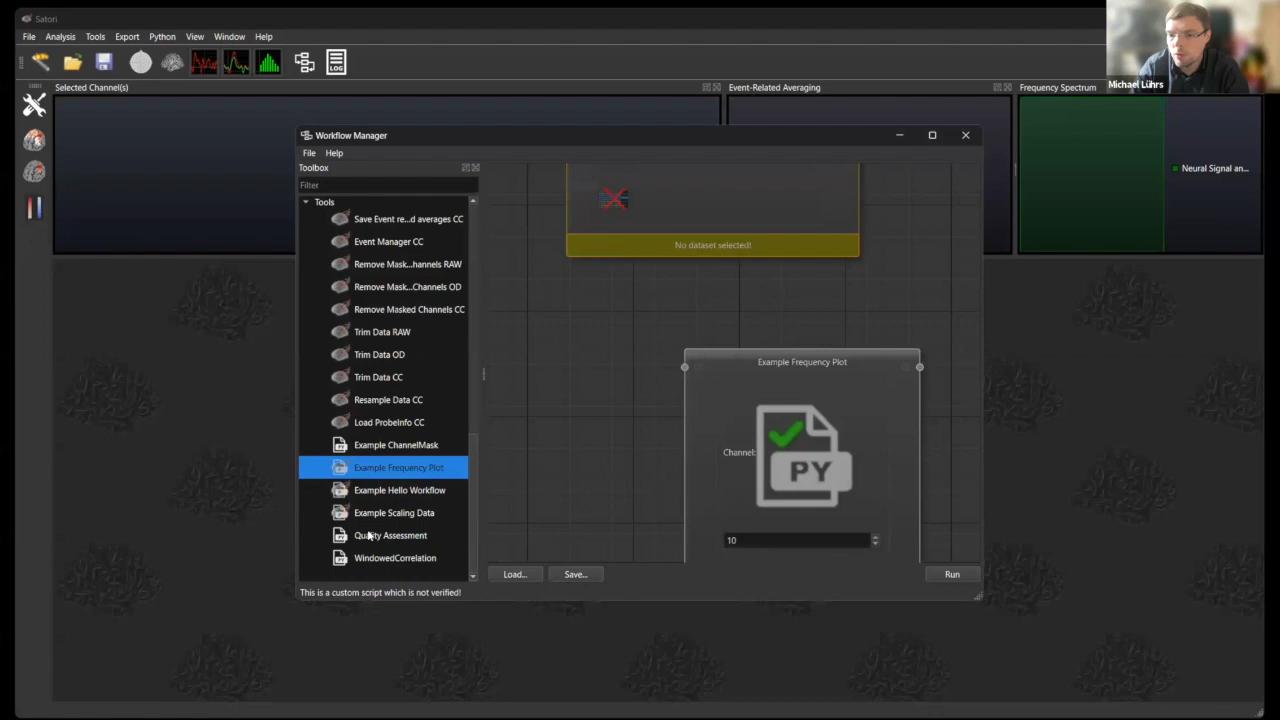 Satori
File Analysis Tools Export Python View Window Help
LOG
Michael Lührs
Selected Channel(s)
Event-Related Averaging
Frequency Spectrum
Neural Signal an...
Workflow Manager
File Help
Toolbox
Filter
Tools
Save Event re...d averages CC
Event Manager CC
Remove Mask...hannels RAW
Remove Mask...Channels OD
Remove Masked Channels CC
Trim Data RAW
Trim Data OD
Trim Data CC
Resample Data CC
Load ProbeInfo CC
Example ChannelMask
Example Frequency Plot
Example Hello Workflow
Example Scaling Data
Quality Assessment
WindowedCorrelation
No dataset selected!
Example Frequency Plot
Channel:
PY
10
Load... Save... Run
This is a custom script which is not verified!